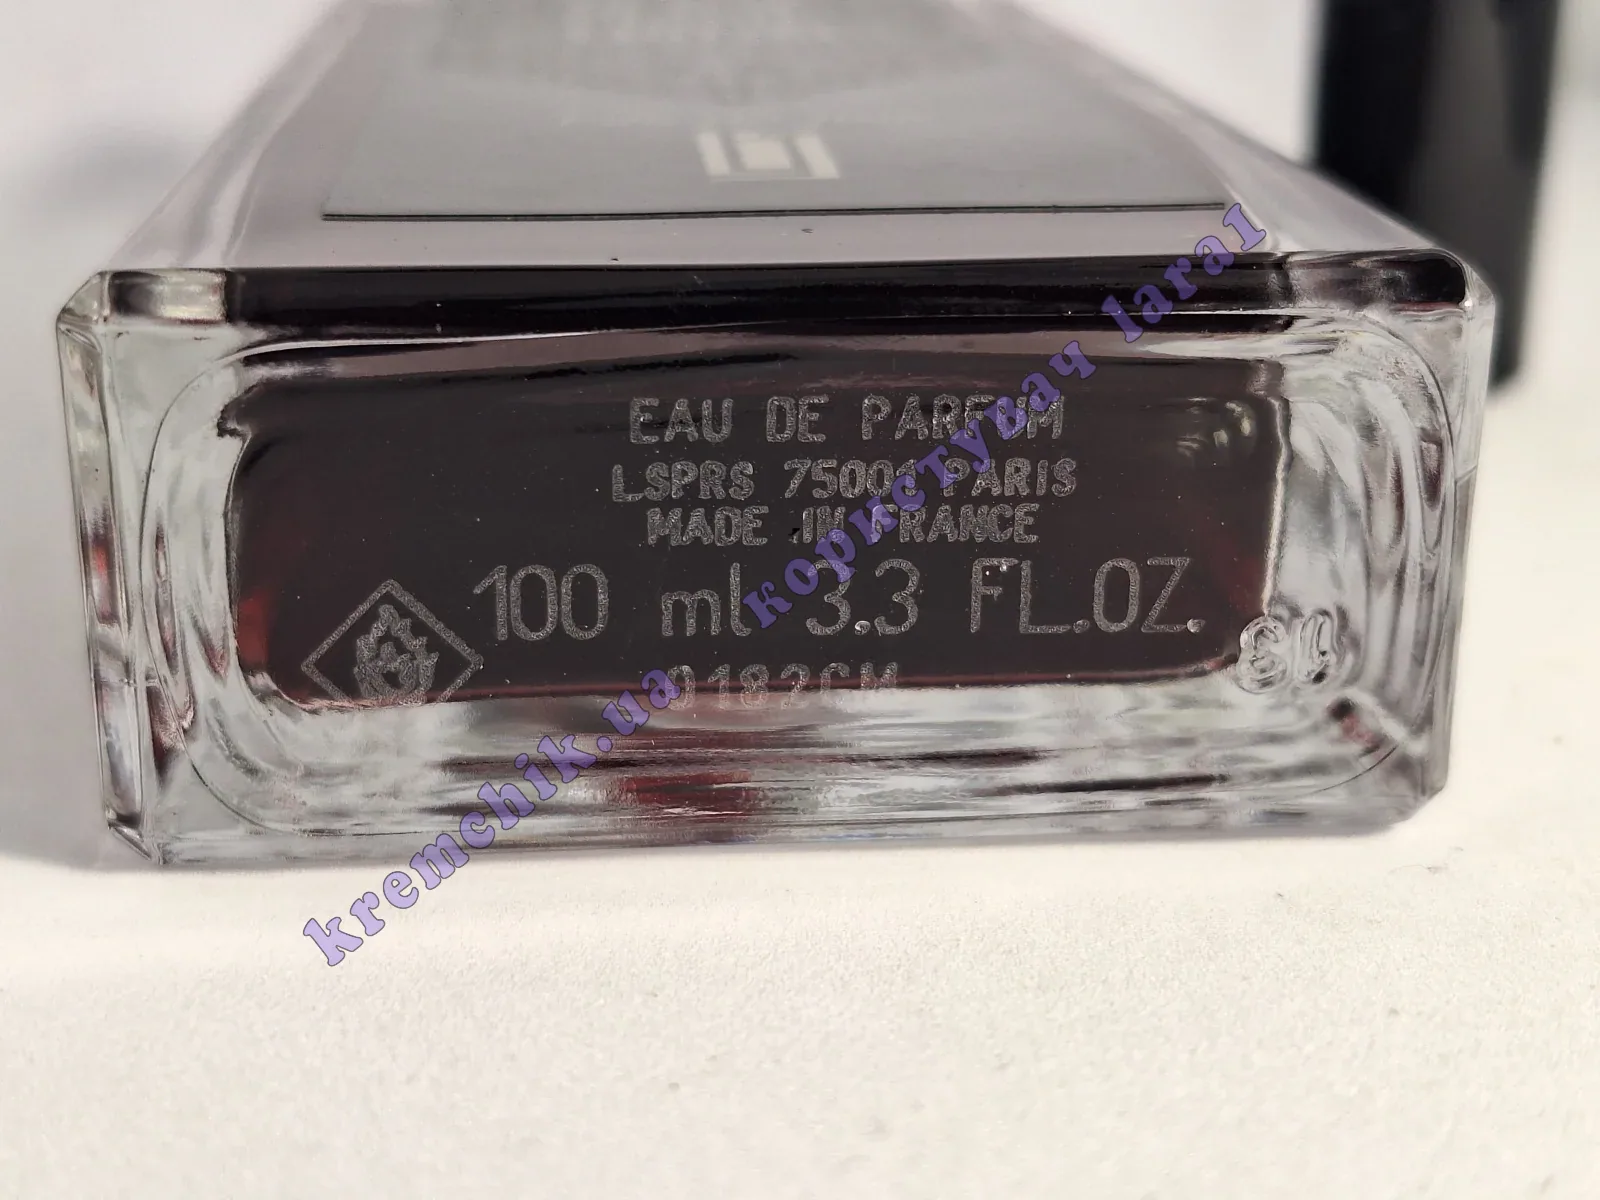 EAU DE PARFUM
LSPRS 75001 PARIS
MADE IN FRANCE
100 ml 3.3 FL.OZ.
kremchik.ua користувач lara1